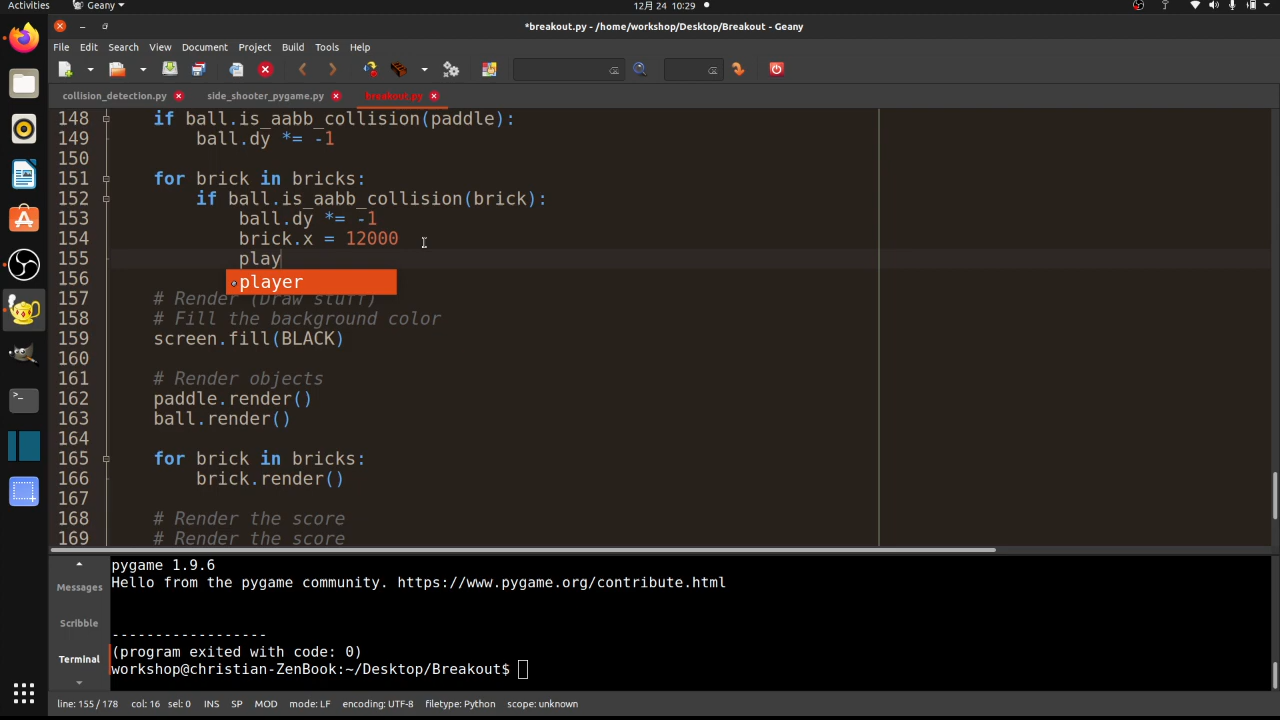 Activities
Geany
12月 24 10:29
*breakout.py - /home/workshop/Desktop/Breakout - Geany
File Edit Search View Document Project Build Tools Help
collision_detection.py
side_shooter_pygame.py
breakout.py
148 if ball.is_aabb_collision(paddle):
149 ball.dy *= -1
150
151 for brick in bricks:
152 if ball.is_aabb_collision(brick):
153 ball.dy *= -1
154 brick.x = 12000
155 play
player
156
157 # Render (Draw stuff)
158 # Fill the background color
159 screen.fill(BLACK)
160
161 # Render objects
162 paddle.render()
163 ball.render()
164
165 for brick in bricks:
166 brick.render()
167
168 # Render the score
169 # Render the score
Messages
Scribble
Terminal
pygame 1.9.6
Hello from the pygame community. https://www.pygame.org/contribute.html
------------------
(program exited with code: 0)
workshop@christian-ZenBook:~/Desktop/Breakout$
line: 155 / 178 col: 16 sel: 0 INS SP MOD mode: LF encoding: UTF-8 filetype: Python scope: unknown